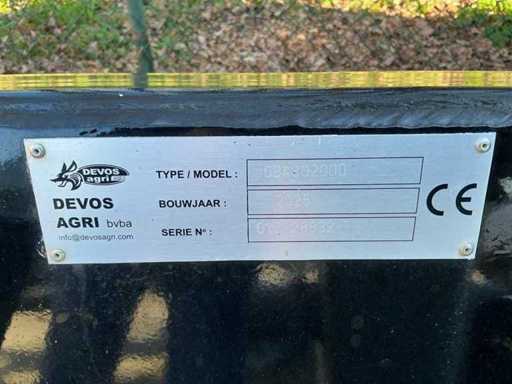 DEVOS
agri
TYPE / MODEL :
DEVOS
AGRI bvba
info@devosagri.com
BOUWJAAR :
SERIE N° :
CE